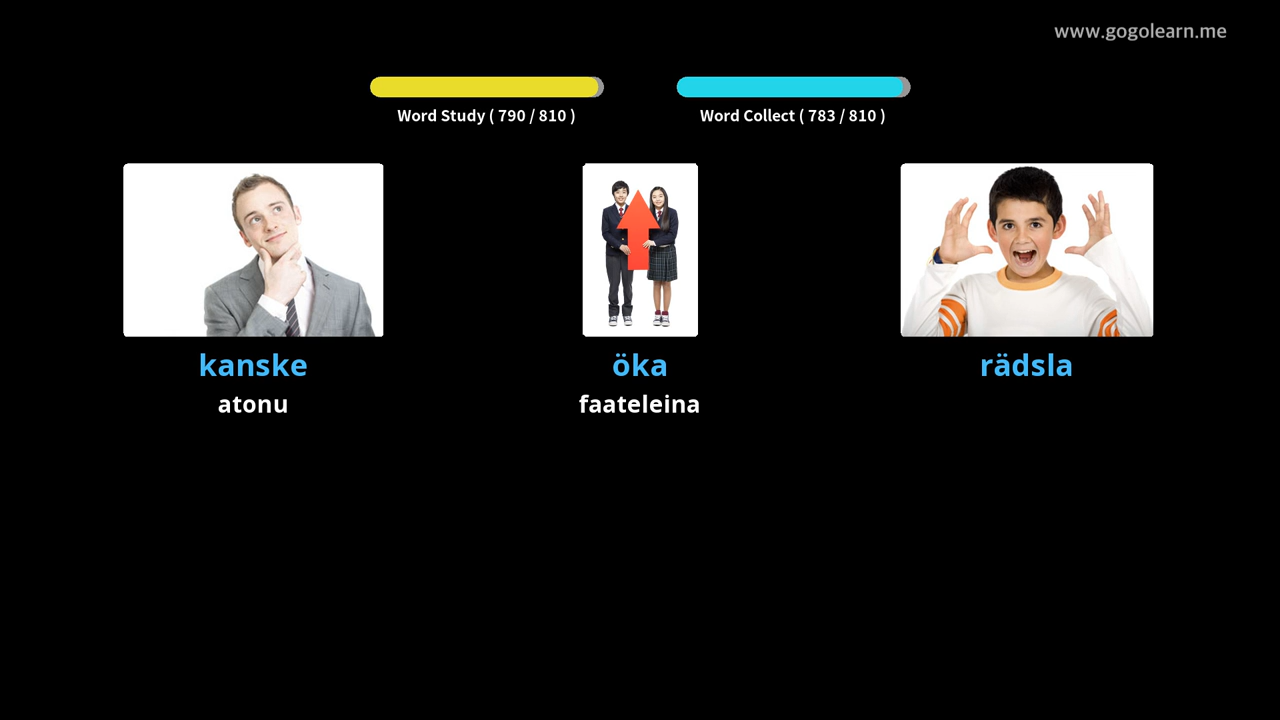 www.gogolearn.me
Word Study ( 790 / 810 )
Word Collect ( 783 / 810 )
kanske
öka
rädsla
atonu
faateleina